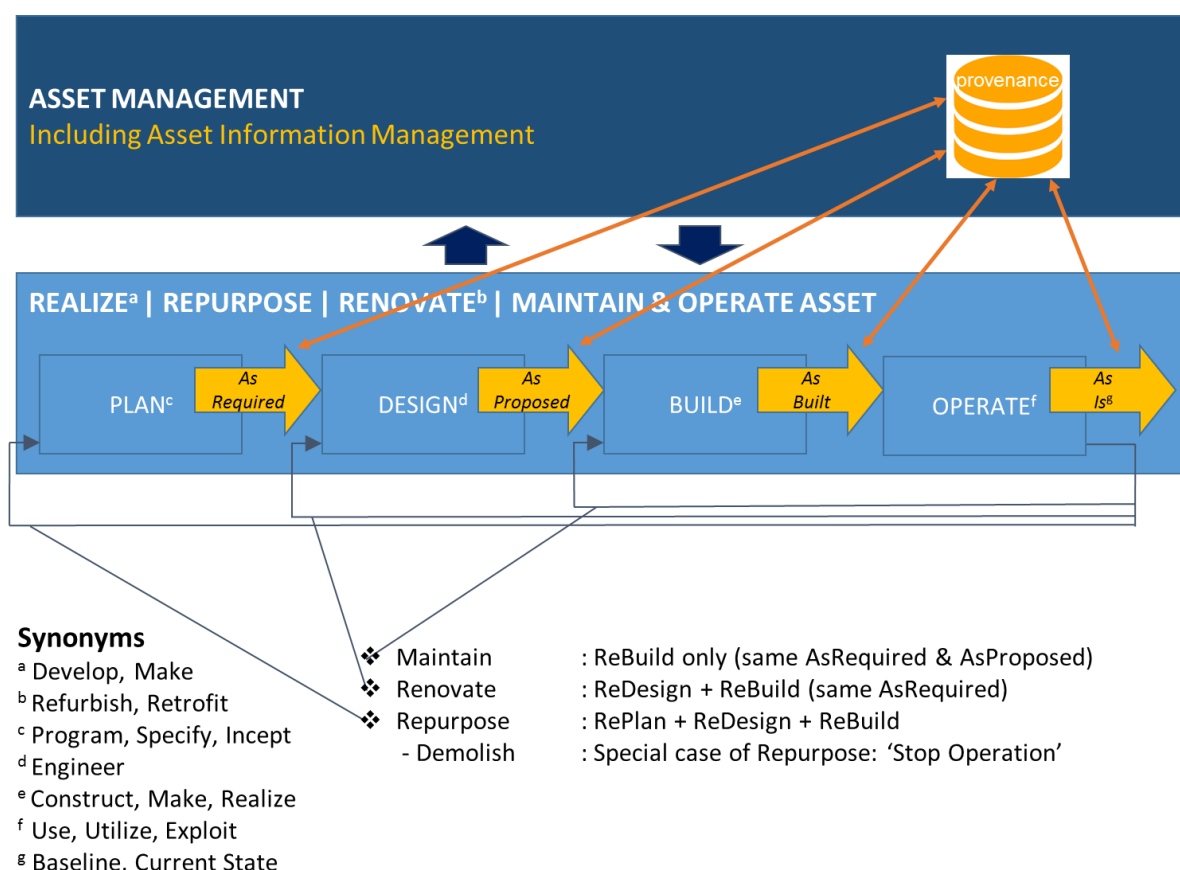 ASSET MANAGEMENT
Including Asset Information Management
provenance
REALIZEᵃ | REPURPOSE | RENOVATEᵇ | MAINTAIN & OPERATE ASSET
PLANᶜ
As
Required
DESIGNᵈ
As
Proposed
BUILDᵉ
As
Built
OPERATEᶠ
As
Isᵍ
Synonyms
ᵃ Develop, Make
ᵇ Refurbish, Retrofit
ᶜ Program, Specify, Incept
ᵈ Engineer
ᵉ Construct, Make, Realize
ᶠ Use, Utilize, Exploit
ᵍ Baseline, Current State
❖ Maintain : ReBuild only (same AsRequired & AsProposed)
❖ Renovate : ReDesign + ReBuild (same AsRequired)
❖ Repurpose : RePlan + ReDesign + ReBuild
- Demolish : Special case of Repurpose: ‘Stop Operation’